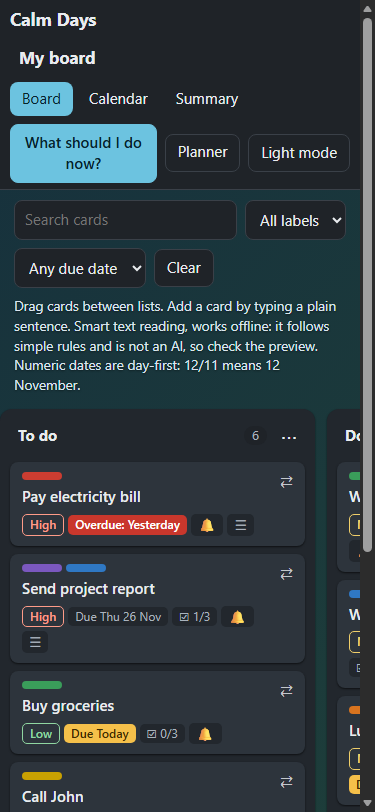 Calm Days
My board
Board Calendar Summary
What should I do now?
Planner Light mode
Search cards All labels
Any due date Clear
Drag cards between lists. Add a card by typing a plain
sentence. Smart text reading, works offline: it follows
simple rules and is not an AI, so check the preview.
Numeric dates are day-first: 12/11 means 12
November.
To do 6 ...
Pay electricity bill
High Overdue: Yesterday
Send project report
High Due Thu 26 Nov 1/3
Buy groceries
Low Due Today 0/3
Call John